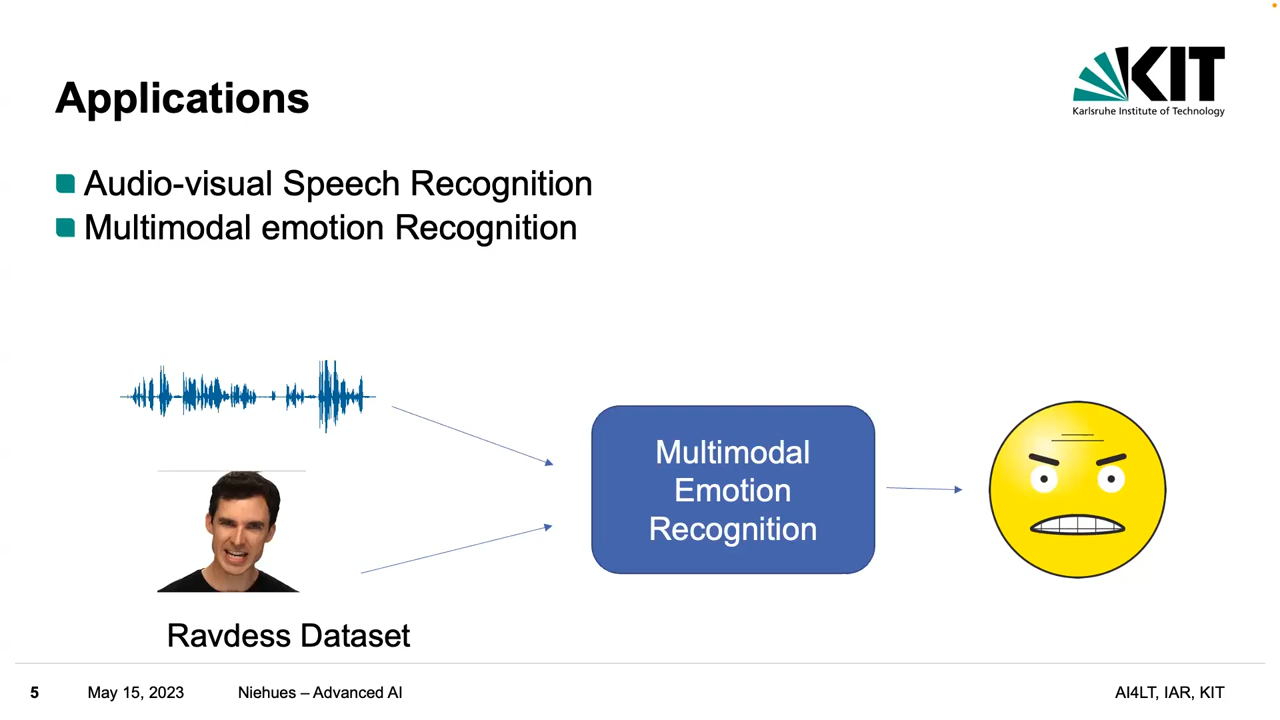 Applications
KIT
Karlsruhe Institute of Technology
Audio-visual Speech Recognition
Multimodal emotion Recognition
Multimodal
Emotion
Recognition
Ravdess Dataset
5 May 15, 2023 Niehues – Advanced AI AI4LT, IAR, KIT